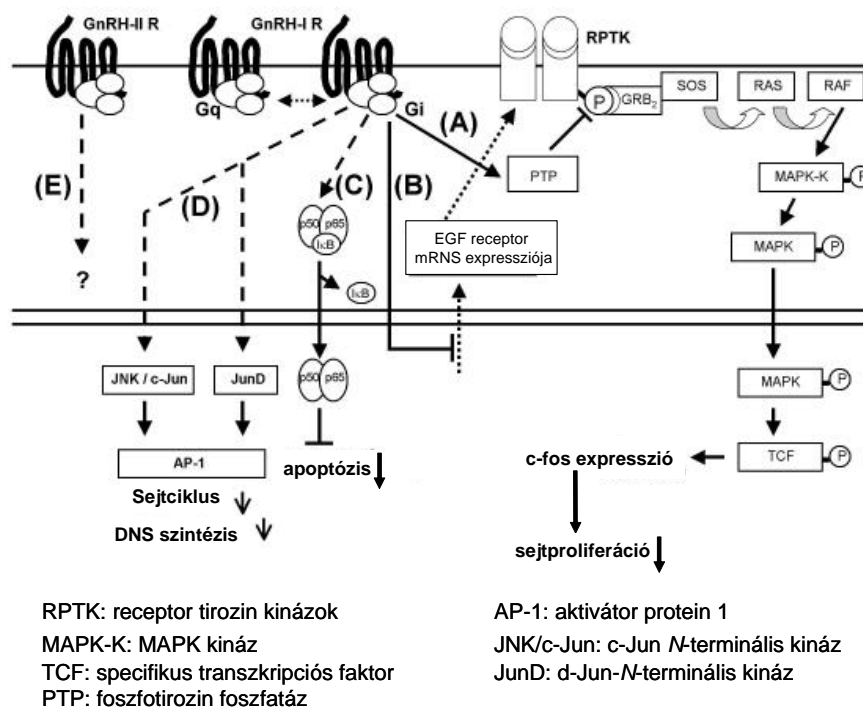 GnRH-II R
GnRH-I R
RPTK
Gq
Gi
P
GRB2
SOS
RAS
RAF
(A)
(B)
(C)
(D)
(E)
PTP
MAPK-K
P
MAPK
P
p50 p65
IκB
EGF receptor
mRNS expressziója
?
IκB
JNK / c-Jun
JunD
p50 p65
MAPK
P
AP-1
apoptózis
c-fos expresszió
TCF
P
Sejtciklus
DNS szintézis
sejtproliferáció
RPTK: receptor tirozin kinázok
MAPK-K: MAPK kináz
TCF: specifikus transzkripciós faktor
PTP: foszfotirozin foszfatáz
AP-1: aktivátor protein 1
JNK/c-Jun: c-Jun N-terminális kináz
JunD: d-Jun-N-terminális kináz